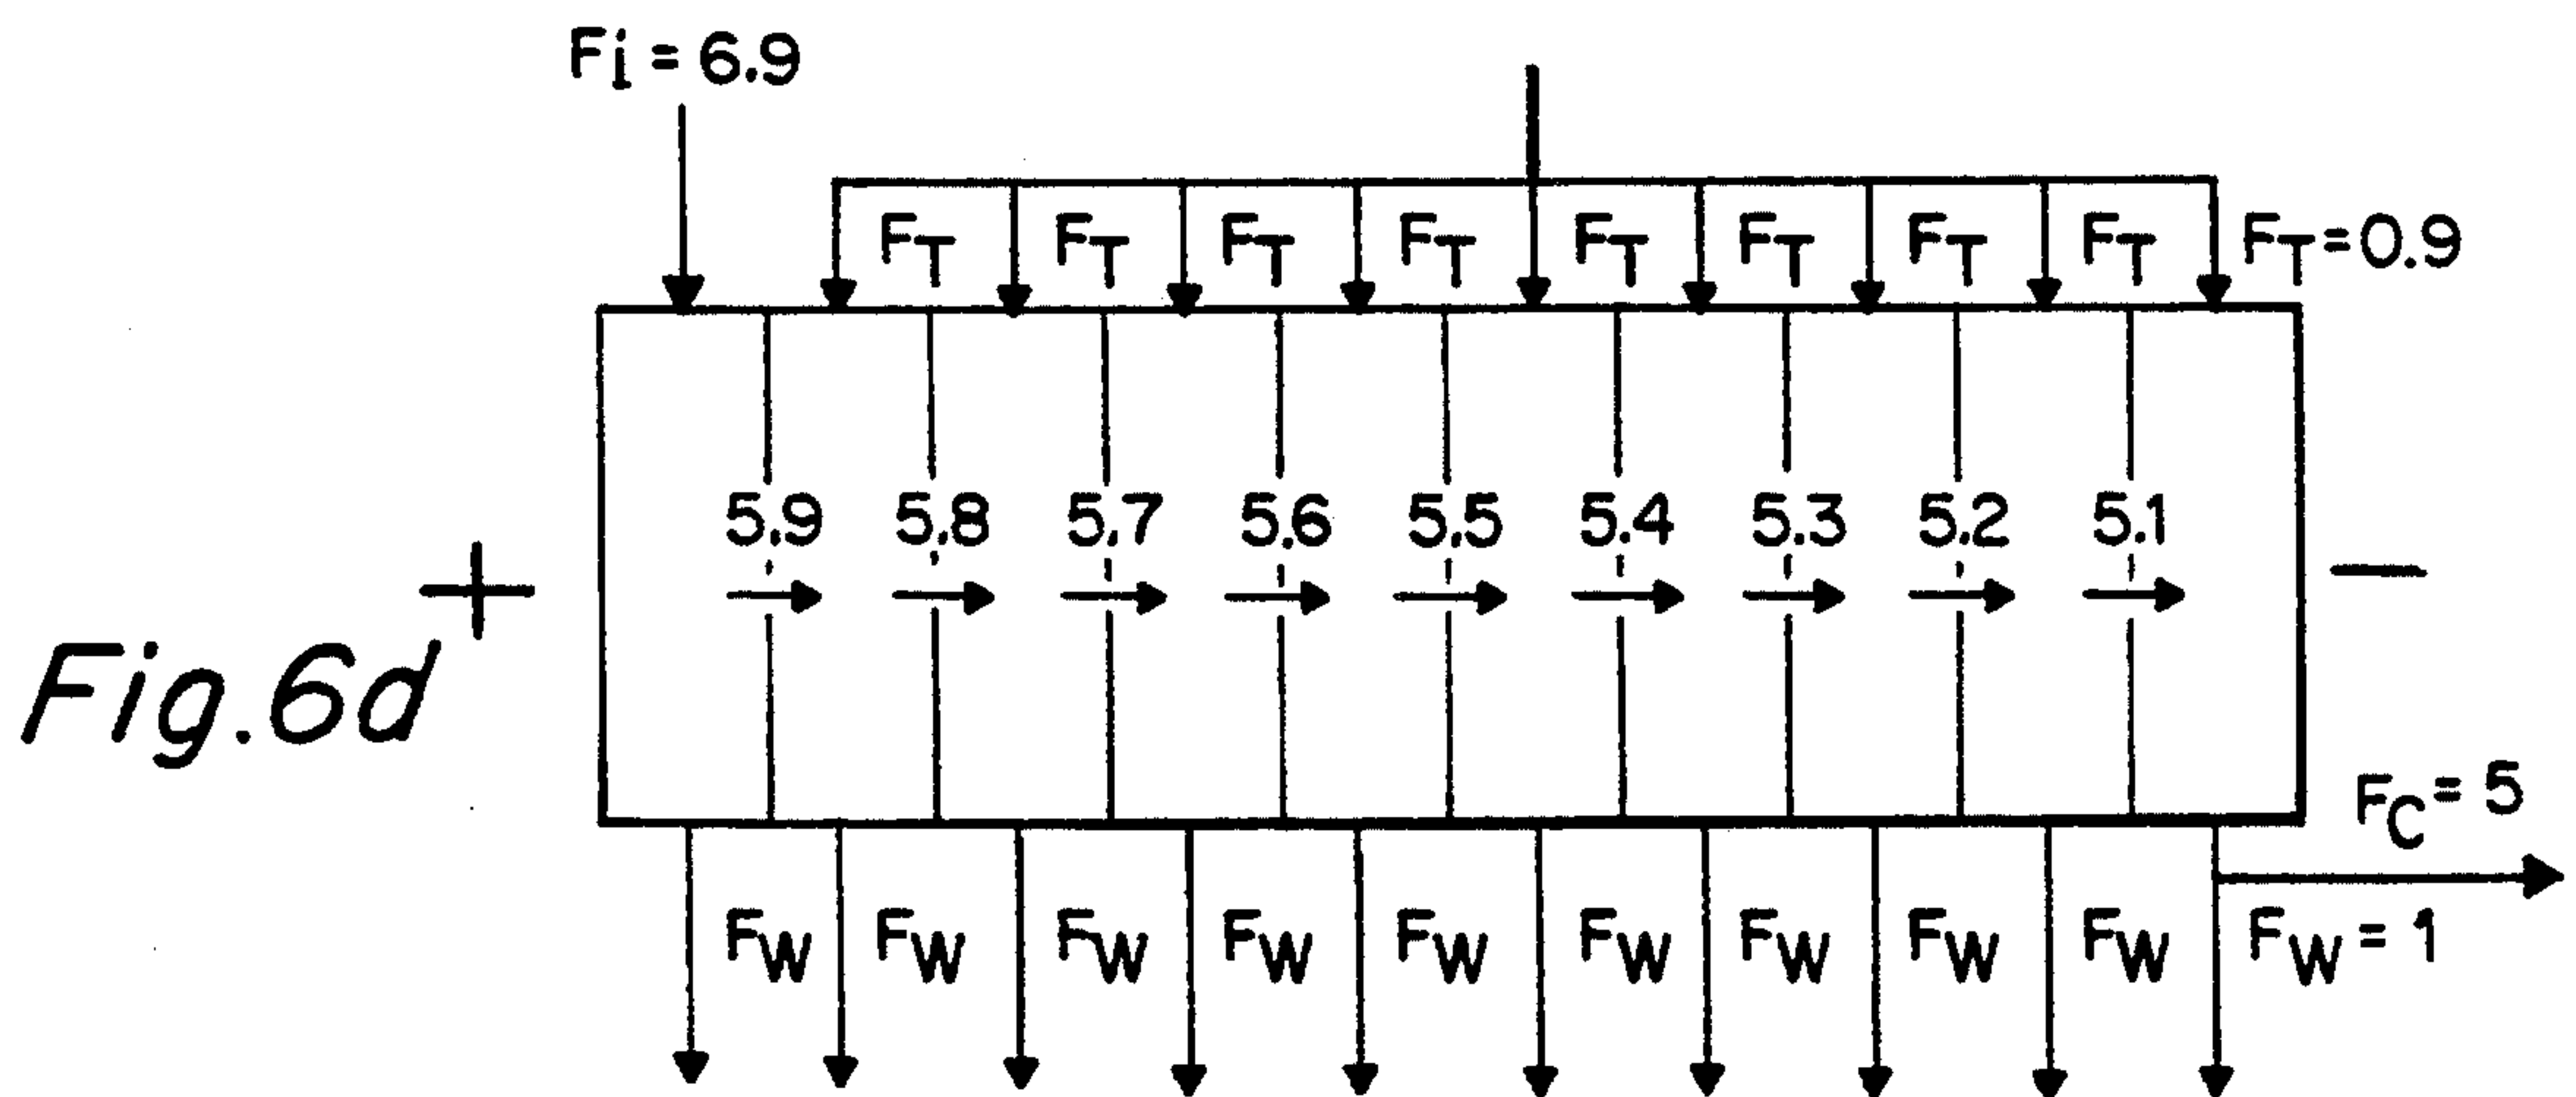 Fi = 6.9
FT FT FT FT FT FT FT FT FT=0.9
5.9 5.8 5.7 5.6 5.5 5.4 5.3 5.2 5.1
+ −
Fig.6d
FC = 5
FW FW FW FW FW FW FW FW FW FW = 1